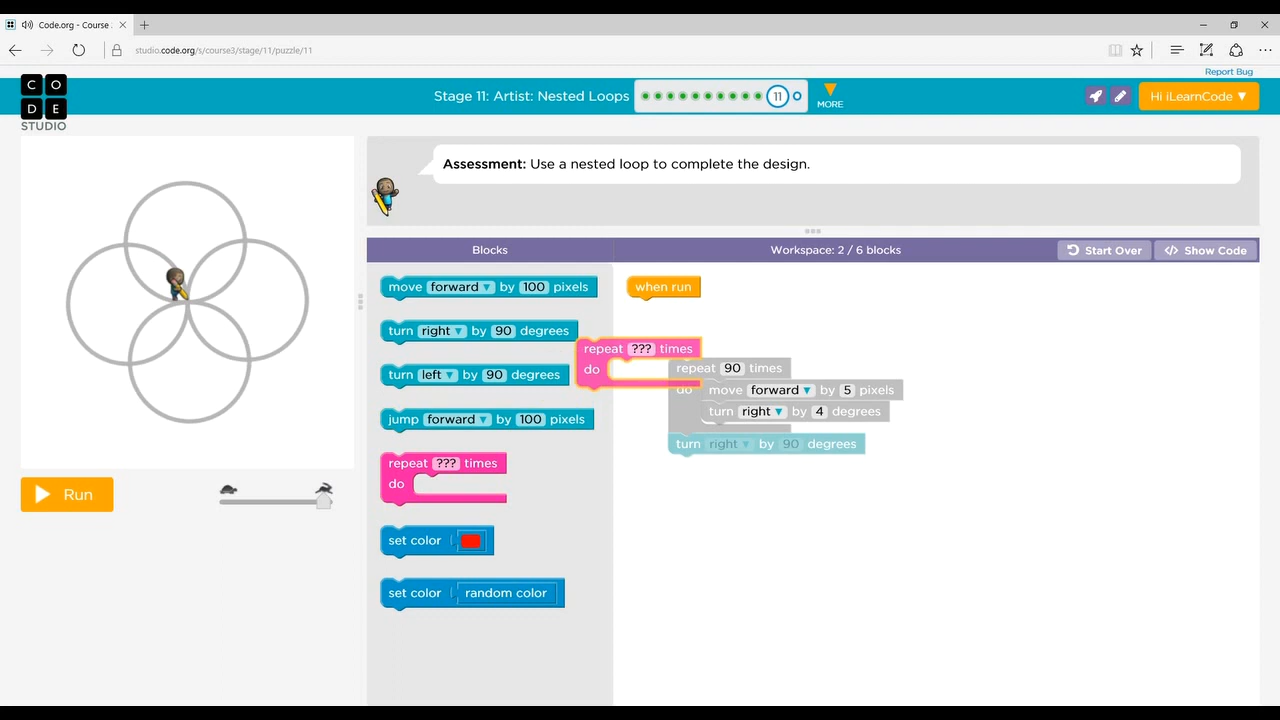 Code.org - Course
studio.code.org/s/course3/stage/11/puzzle/11
Report Bug
C O
D E
STUDIO
Stage 11: Artist: Nested Loops
11
MORE
Hi iLearnCode ▼
Assessment: Use a nested loop to complete the design.
Blocks
Workspace: 2 / 6 blocks
Start Over
</> Show Code
move forward by 100 pixels
turn right by 90 degrees
turn left by 90 degrees
jump forward by 100 pixels
repeat ??? times
do
set color
set color random color
when run
repeat ??? times
do
repeat 90 times
do move forward by 5 pixels
turn right by 4 degrees
turn right by 90 degrees
Run